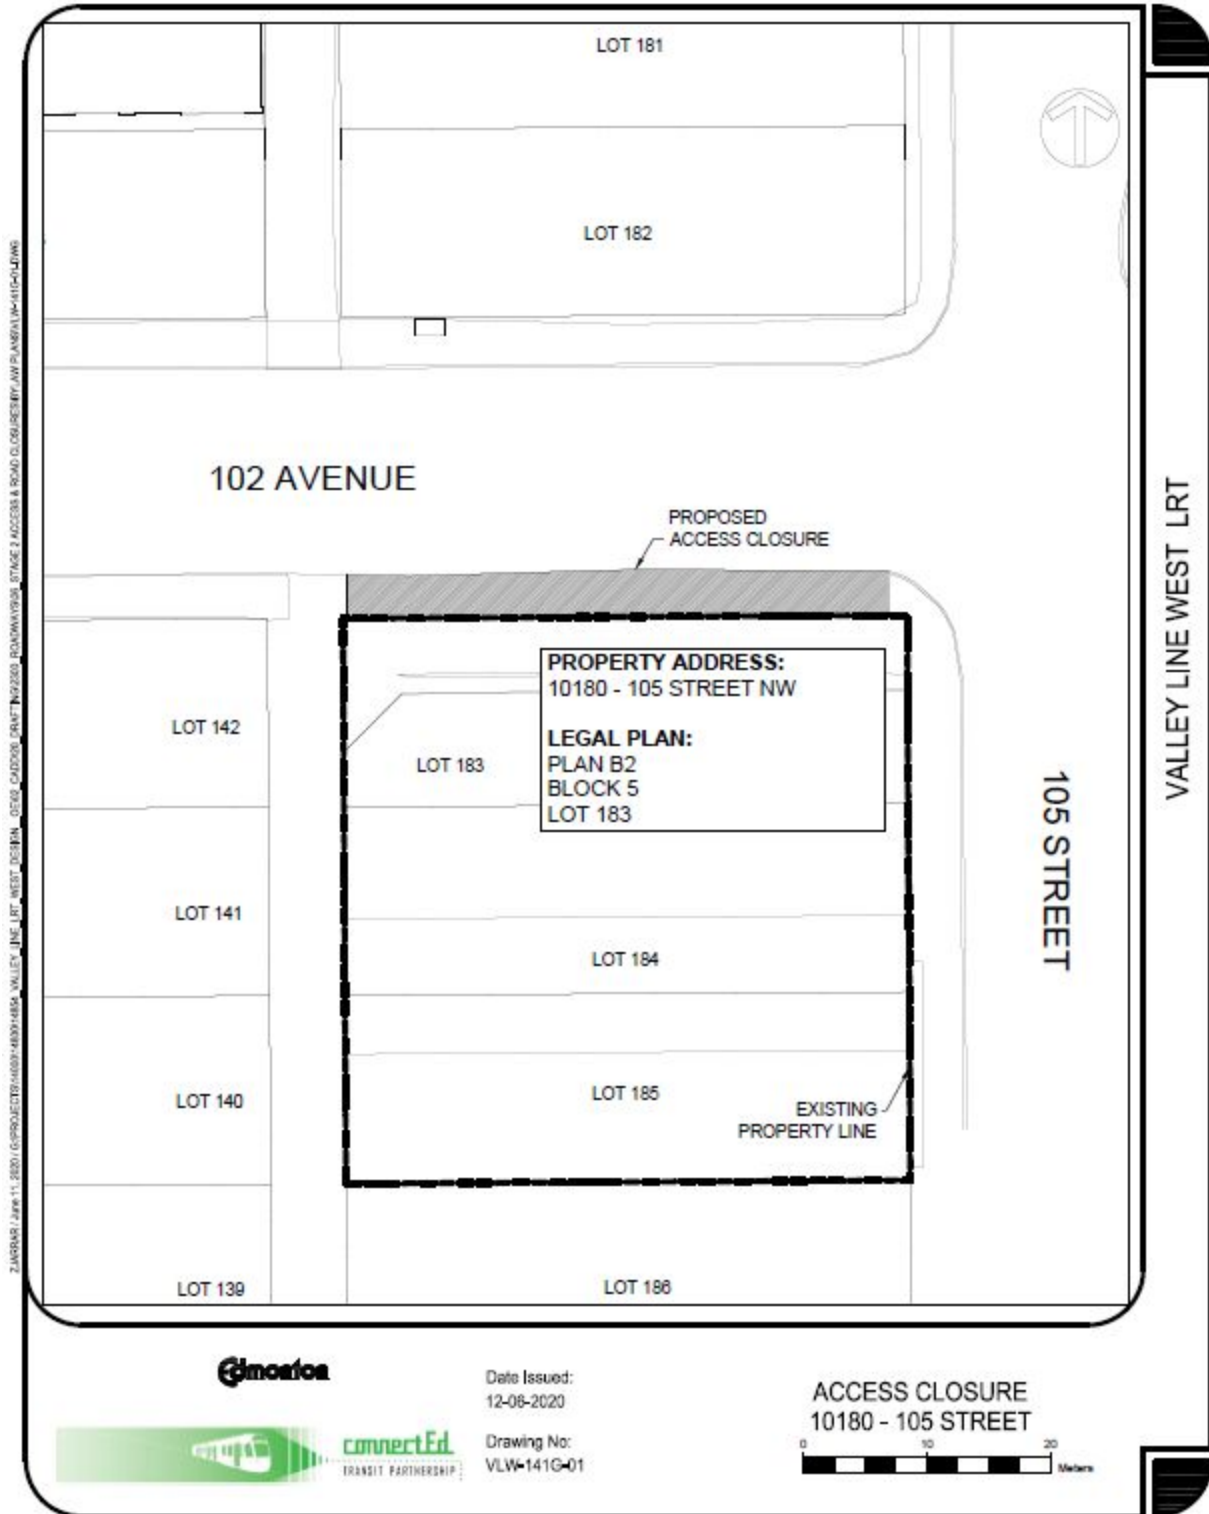 LOT 181
LOT 182
102 AVENUE
PROPOSED
ACCESS CLOSURE
PROPERTY ADDRESS:
10180 - 105 STREET NW
LEGAL PLAN:
PLAN B2
BLOCK 5
LOT 183
LOT 142
LOT 183
LOT 141
LOT 184
LOT 140
LOT 185
EXISTING
PROPERTY LINE
LOT 139
LOT 186
105 STREET
VALLEY LINE WEST LRT
Edmonton
connectEd
TRANSIT PARTNERSHIP
Date Issued:
12-06-2020
Drawing No:
VLW-141G-01
ACCESS CLOSURE
10180 - 105 STREET
0 10 20
Meters